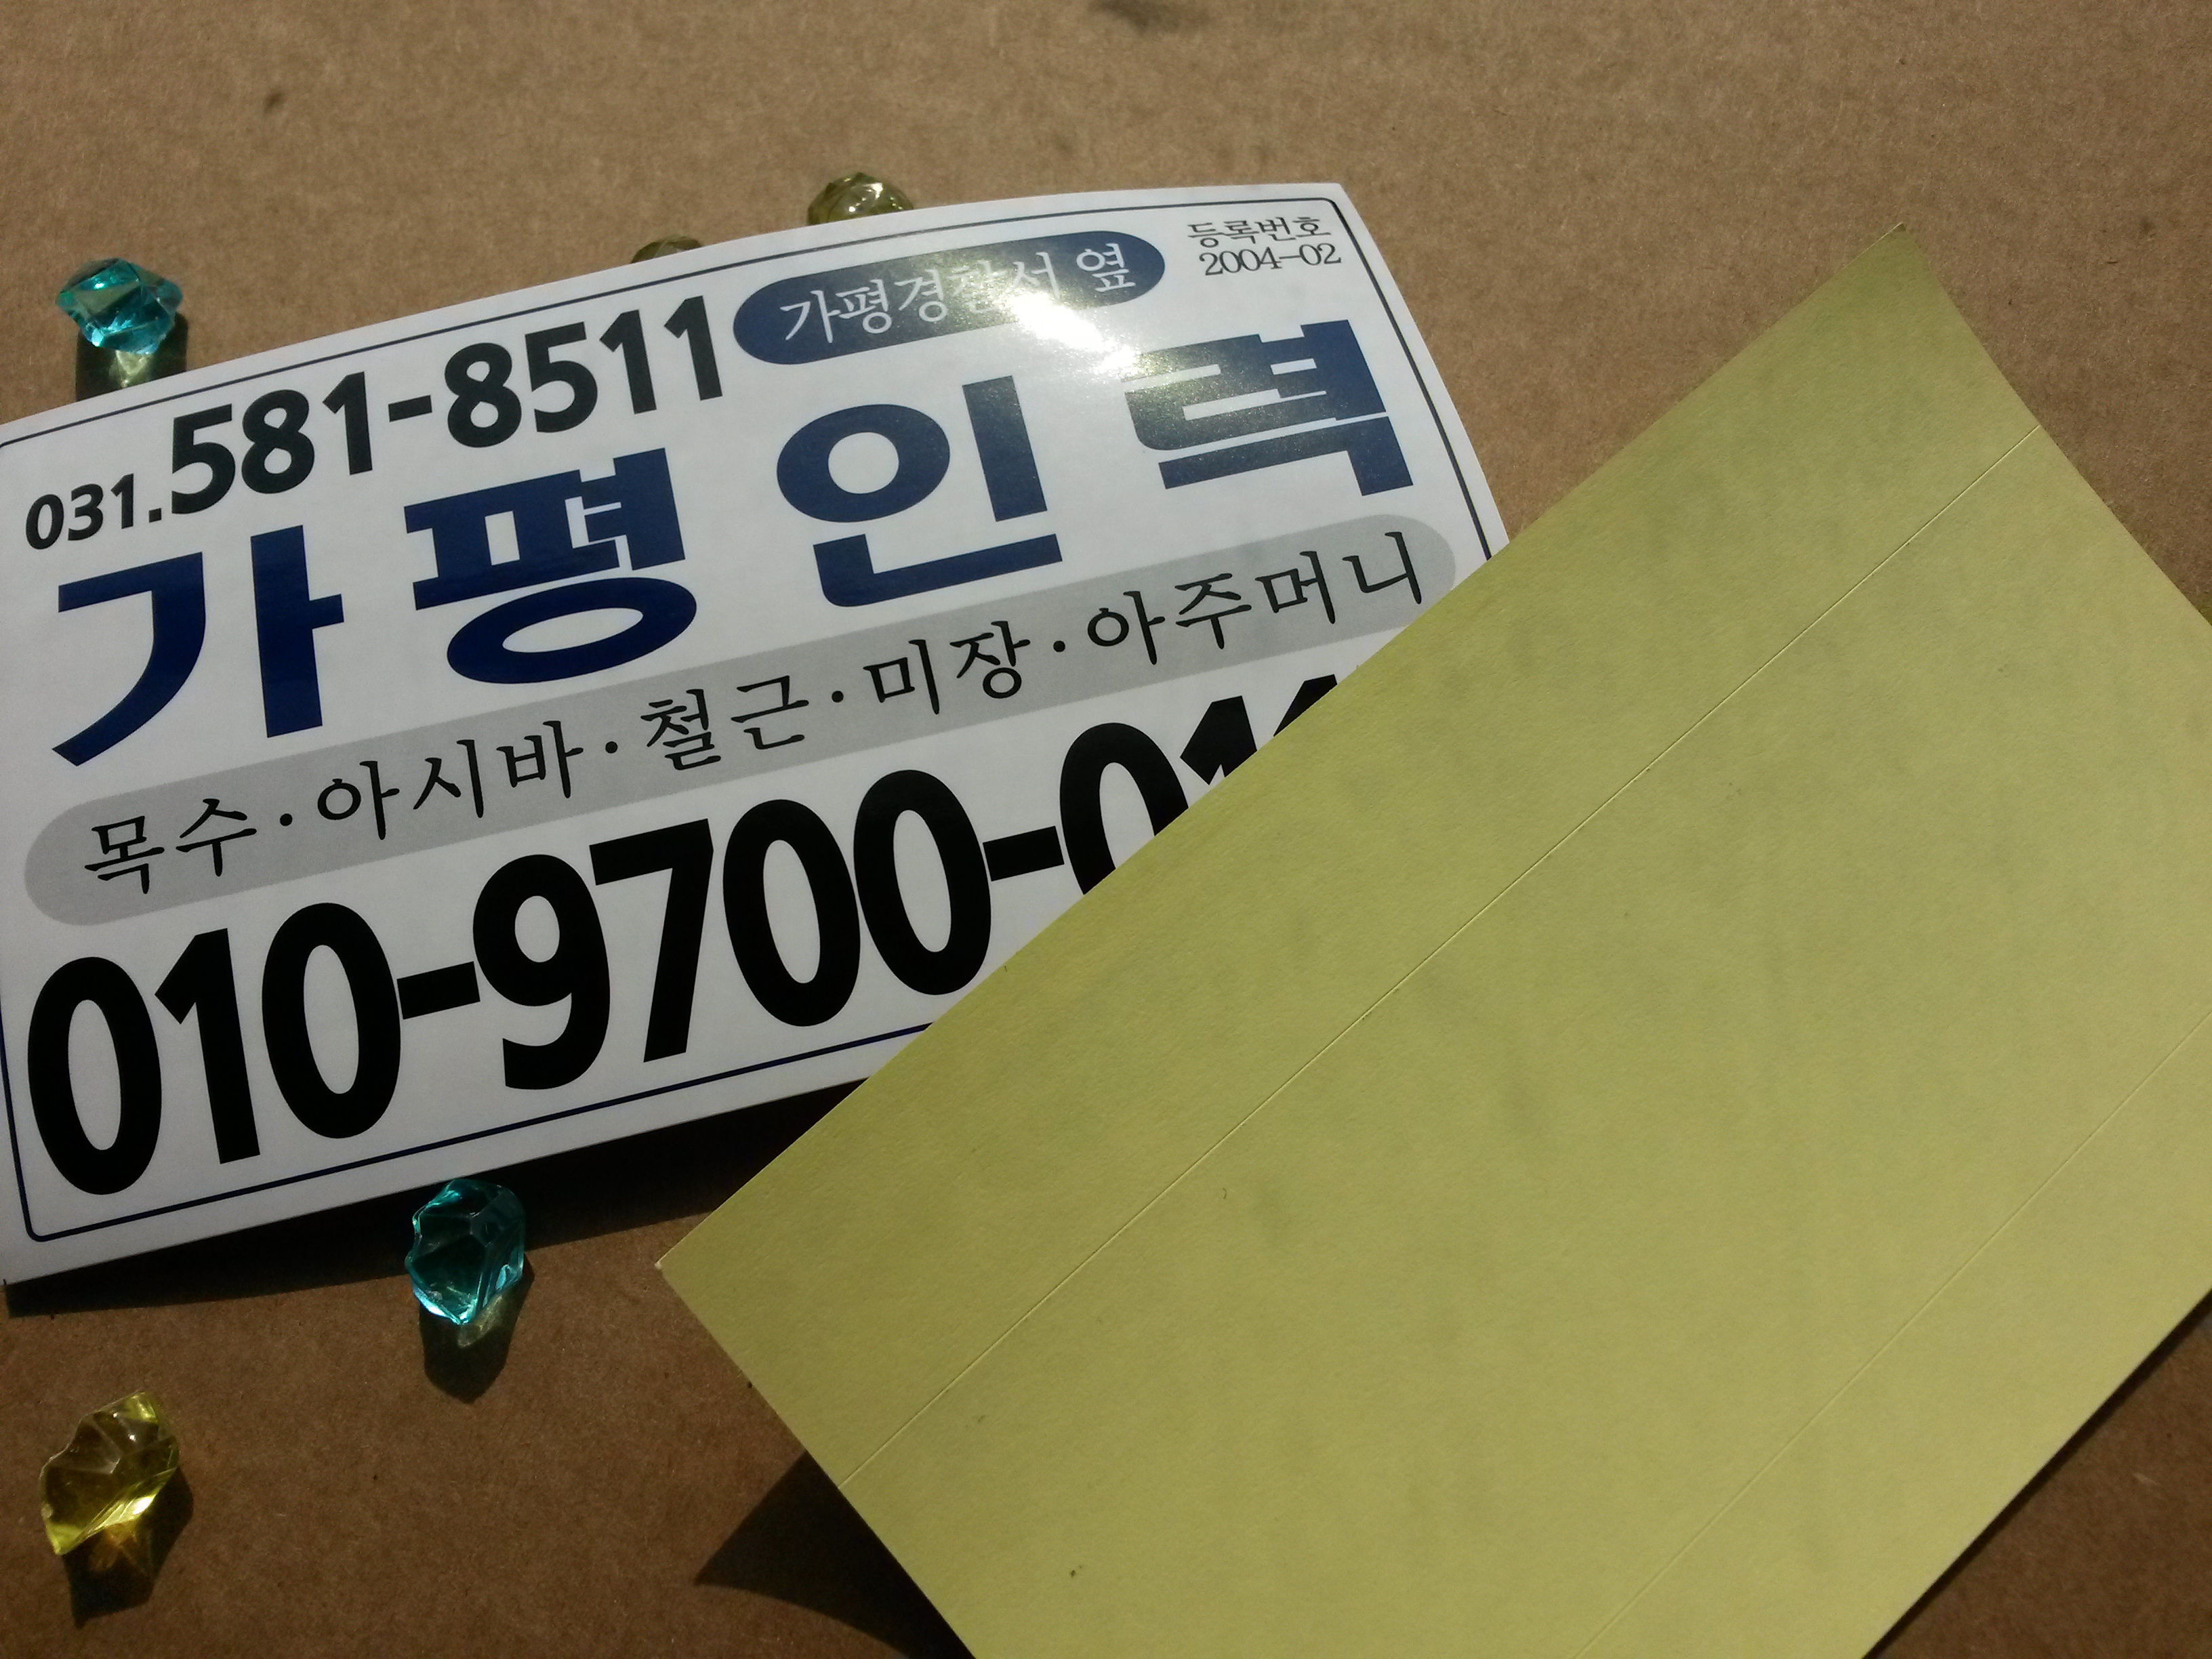 031.581-8511 가평경찰서 옆 등록번호
2004-02
가평인력
목수·아시바·철근·미장·아주머니
010-9700-01